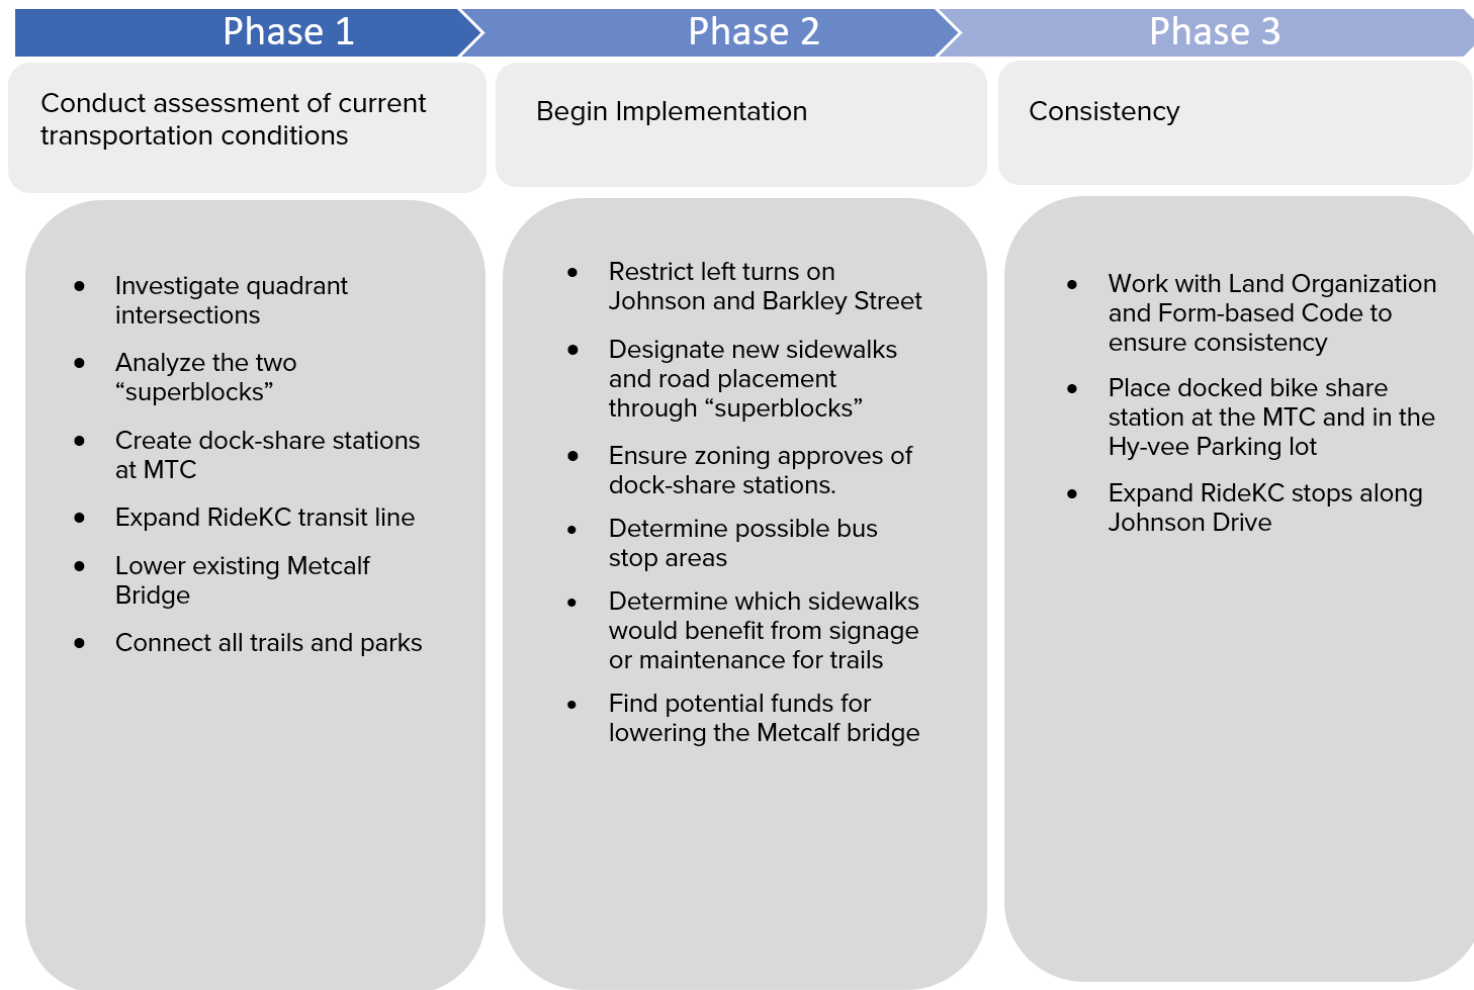 Phase 1
Phase 2
Phase 3
Conduct assessment of current
transportation conditions
Begin Implementation
Consistency
• Investigate quadrant
intersections
• Analyze the two
“superblocks”
• Create dock-share stations
at MTC
• Expand RideKC transit line
• Lower existing Metcalf
Bridge
• Connect all trails and parks
• Restrict left turns on
Johnson and Barkley Street
• Designate new sidewalks
and road placement
through “superblocks”
• Ensure zoning approves of
dock-share stations.
• Determine possible bus
stop areas
• Determine which sidewalks
would benefit from signage
or maintenance for trails
• Find potential funds for
lowering the Metcalf bridge
• Work with Land Organization
and Form-based Code to
ensure consistency
• Place docked bike share
station at the MTC and in the
Hy-vee Parking lot
• Expand RideKC stops along
Johnson Drive